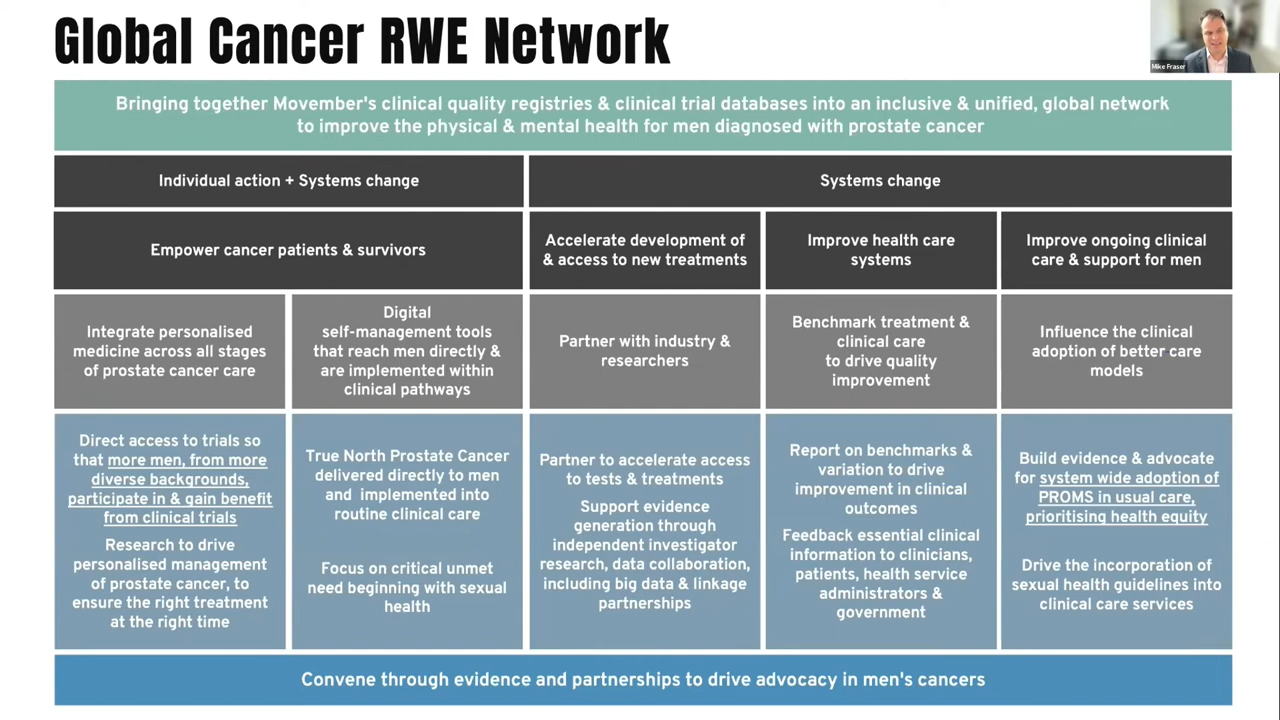 Global Cancer RWE Network
Mike Fraser
Bringing together Movember's clinical quality registries & clinical trial databases into an inclusive & unified, global network
to improve the physical & mental health for men diagnosed with prostate cancer
Individual action + Systems change
Systems change
Empower cancer patients & survivors
Accelerate development of
& access to new treatments
Improve health care
systems
Improve ongoing clinical
care & support for men
Integrate personalised
medicine across all stages
of prostate cancer care
Digital
self-management tools
that reach men directly &
are implemented within
clinical pathways
Partner with industry &
researchers
Benchmark treatment &
clinical care
to drive quality
improvement
Influence the clinical
adoption of better care
models
Direct access to trials so
that more men, from more
diverse backgrounds,
participate in & gain benefit
from clinical trials
Research to drive
personalised management
of prostate cancer, to
ensure the right treatment
at the right time
True North Prostate Cancer
delivered directly to men
and implemented into
routine clinical care
Focus on critical unmet
need beginning with sexual
health
Partner to accelerate access
to tests & treatments
Support evidence
generation through
independent investigator
research, data collaboration,
including big data & linkage
partnerships
Report on benchmarks &
variation to drive
improvement in clinical
outcomes
Feedback essential clinical
information to clinicians,
patients, health service
administrators &
government
Build evidence & advocate
for system wide adoption of
PROMS in usual care,
prioritising health equity
Drive the incorporation of
sexual health guidelines into
clinical care services
Convene through evidence and partnerships to drive advocacy in men's cancers